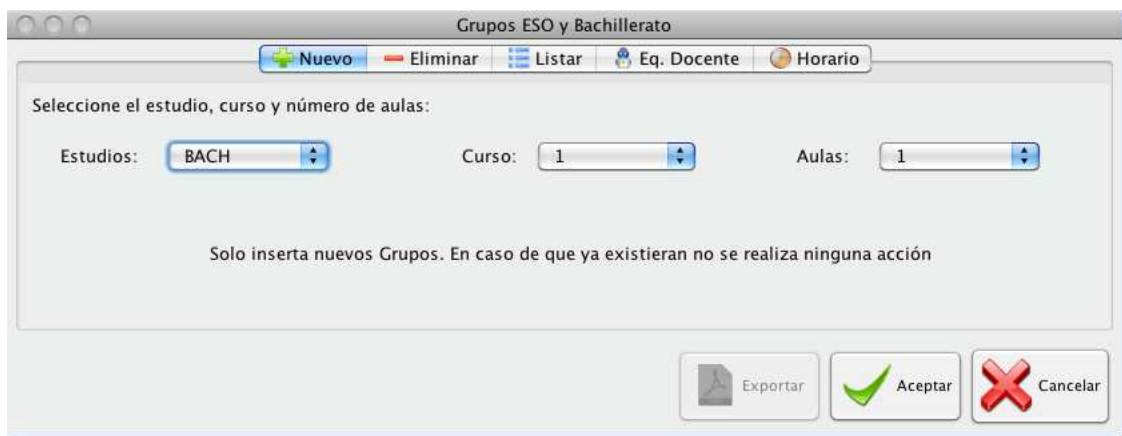 Grupos ESO y Bachillerato
Nuevo Eliminar Listar Eq. Docente Horario
Seleccione el estudio, curso y número de aulas:
Estudios: BACH Curso: 1 Aulas: 1
Solo inserta nuevos Grupos. En caso de que ya existieran no se realiza ninguna acción
Exportar Aceptar Cancelar